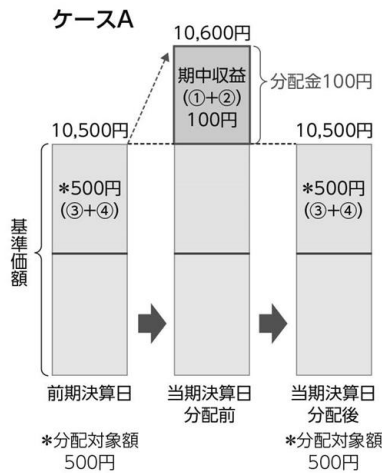 ケースA
10,600円
期中収益
(①+②)
100円
分配金100円
10,500円
10,500円
*500円
(③+④)
*500円
(③+④)
基準価額
前期決算日
当期決算日
分配前
当期決算日
分配後
*分配対象額
500円
*分配対象額
500円